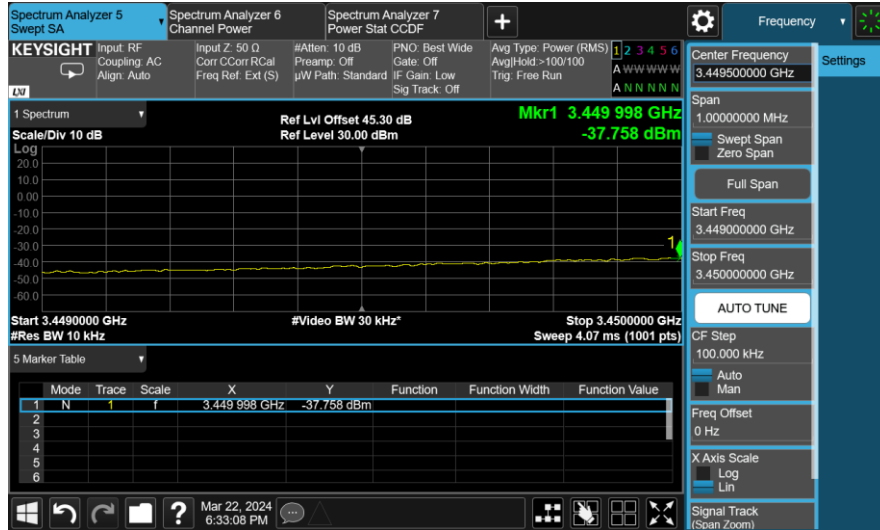 Spectrum Analyzer 5
Swept SA
Spectrum Analyzer 6
Channel Power
Spectrum Analyzer 7
Power Stat CCDF
Frequency
KEYSIGHT
LXI
Input: RF
Coupling: AC
Align: Auto
Input Z: 50 Ω
Corr CCorr RCal
Freq Ref: Ext (S)
#Atten: 10 dB
Preamp: Off
µW Path: Standard
PNO: Best Wide
Gate: Off
IF Gain: Low
Sig Track: Off
Avg Type: Power (RMS)
Avg|Hold:>100/100
Trig: Free Run
1 2 3 4 5 6
A W W W W W
A N N N N N
1 Spectrum
Scale/Div 10 dB
Ref Lvl Offset 45.30 dB
Ref Level 30.00 dBm
Mkr1 3.449 998 GHz
-37.758 dBm
Log
20.0
10.0
0.00
-10.0
-20.0
-30.0
-40.0
-50.0
-60.0
1
Start 3.4490000 GHz
#Res BW 10 kHz
#Video BW 30 kHz*
Stop 3.4500000 GHz
Sweep 4.07 ms (1001 pts)
5 Marker Table
Mode Trace Scale X Y Function Function Width Function Value
1 N 1 f 3.449 998 GHz -37.758 dBm
2
3
4
5
6
Mar 22, 2024
6:33:08 PM
Center Frequency
3.449500000 GHz
Settings
Span
1.00000000 MHz
Swept Span
Zero Span
Full Span
Start Freq
3.449000000 GHz
Stop Freq
3.450000000 GHz
AUTO TUNE
CF Step
100.000 kHz
Auto
Man
Freq Offset
0 Hz
X Axis Scale
Log
Lin
Signal Track
(Span Zoom)